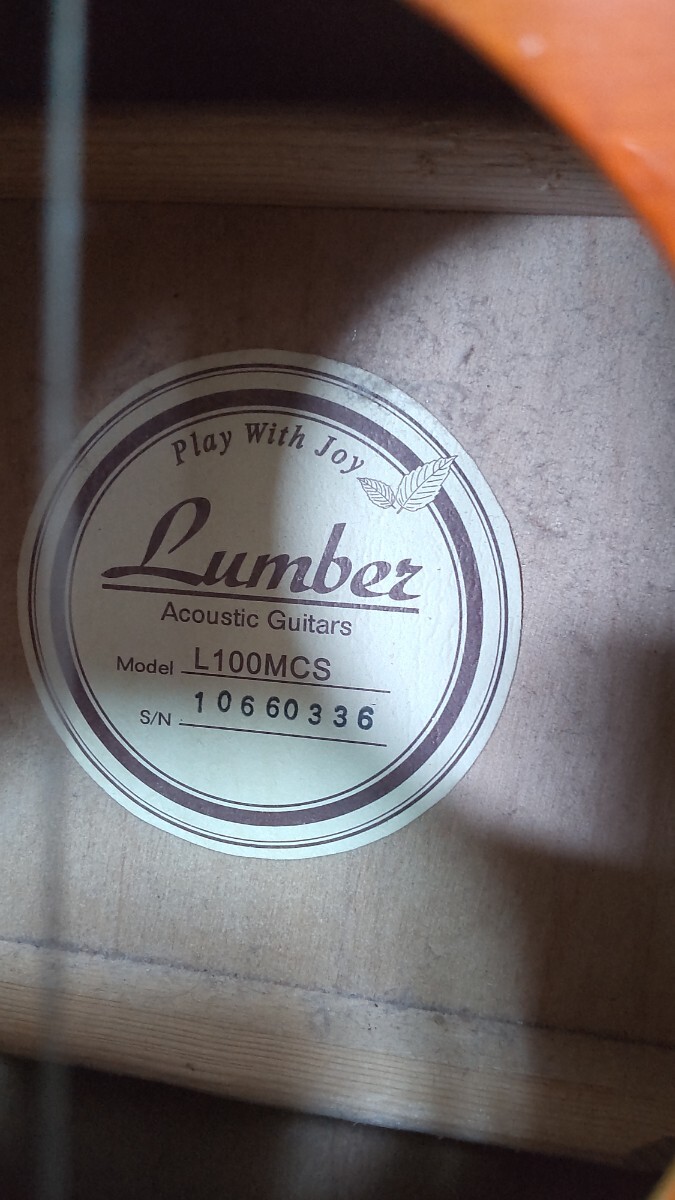 Play With Joy
Lumber
Acoustic Guitars
Model L100MCS
S/N 10660336